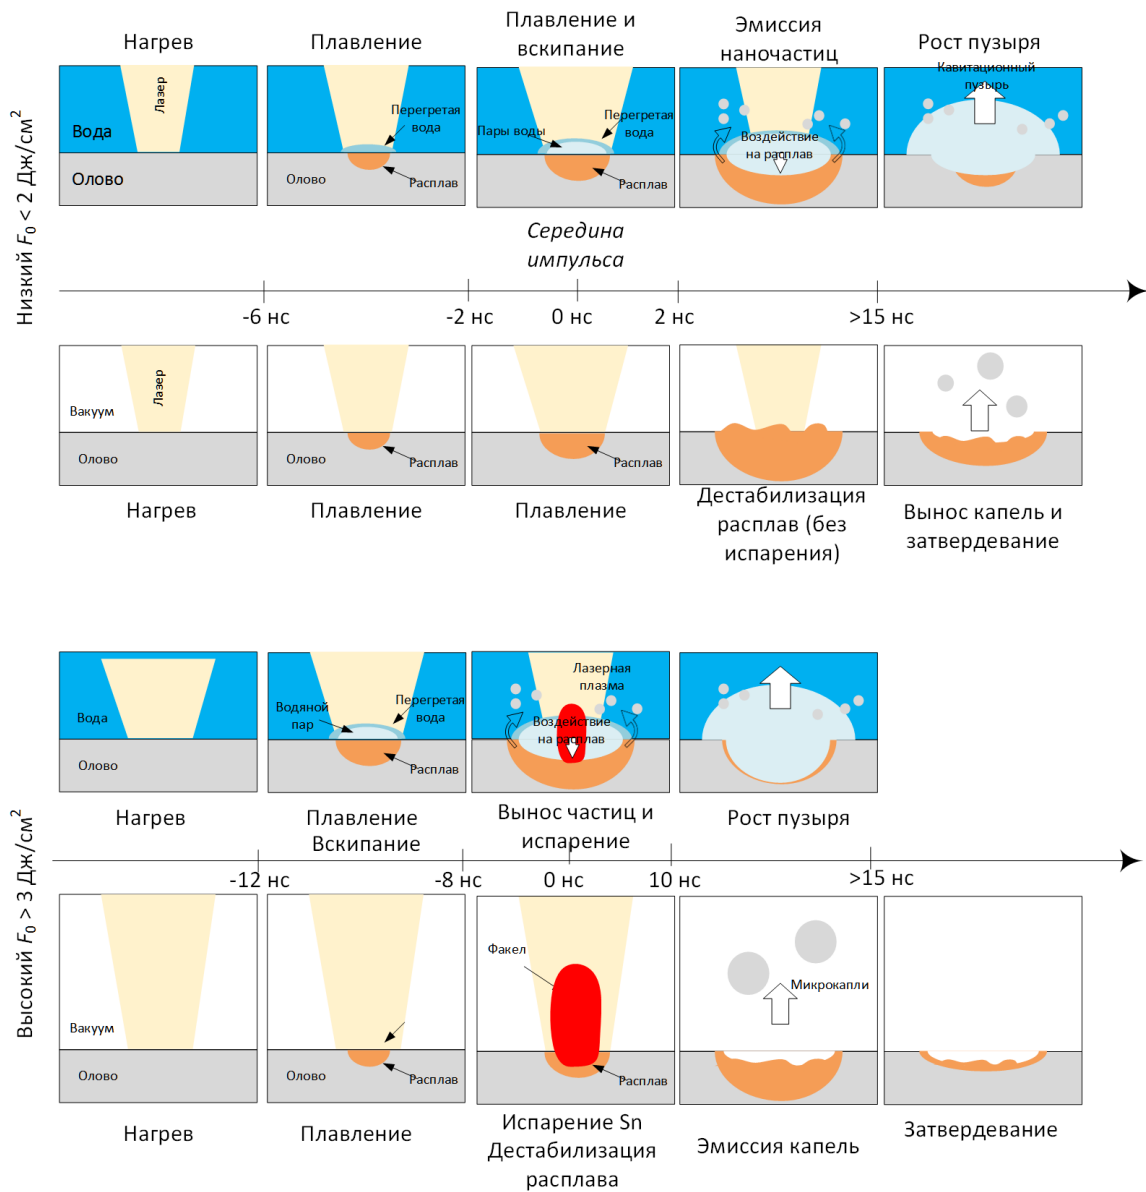 Низкий F₀ < 2 Дж/см²
Нагрев
Плавление
Плавление и
вскипание
Эмиссия
наночастиц
Рост пузыря
Лазер
Вода
Олово
Перегретая
вода
Олово
Расплав
Пары воды
Перегретая
вода
Расплав
Воздействие
на расплав
Кавитационный
пузырь
Середина
импульса
-6 нс
-2 нс
0 нс
2 нс
>15 нс
Лазер
Вакуум
Олово
Олово
Расплав
Расплав
Нагрев
Плавление
Плавление
Дестабилизация
расплав (без
испарения)
Вынос капель и
затвердевание
Высокий F₀ > 3 Дж/см²
Вода
Олово
Водяной
пар
Перегретая
вода
Расплав
Лазерная
плазма
Воздействие
на расплав
Нагрев
Плавление
Вскипание
Вынос частиц и
испарение
Рост пузыря
-12 нс
-8 нс
0 нс
10 нс
>15 нс
Вакуум
Олово
Олово
Расплав
Факел
Расплав
Микрокапли
Нагрев
Плавление
Испарение Sn
Дестабилизация
расплава
Эмиссия капель
Затвердевание